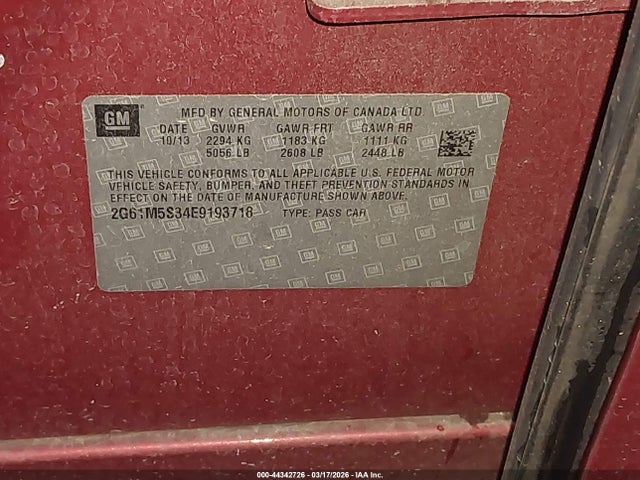 GM
MFD BY GENERAL MOTORS OF CANADA LTD.
DATE GVWR GAWR FRT GAWR RR
10/13 2294 KG 1183 KG 1111 KG
5056 LB 2608 LB 2448 LB
THIS VEHICLE CONFORMS TO ALL APPLICABLE U.S. FEDERAL MOTOR
VEHICLE SAFETY, BUMPER, AND THEFT PREVENTION STANDARDS IN
EFFECT ON THE DATE OF MANUFACTURE SHOWN ABOVE.
2G61M5S34E9193718 TYPE: PASS CAR
000-44342726 - 03/17/2026 - IAA Inc.